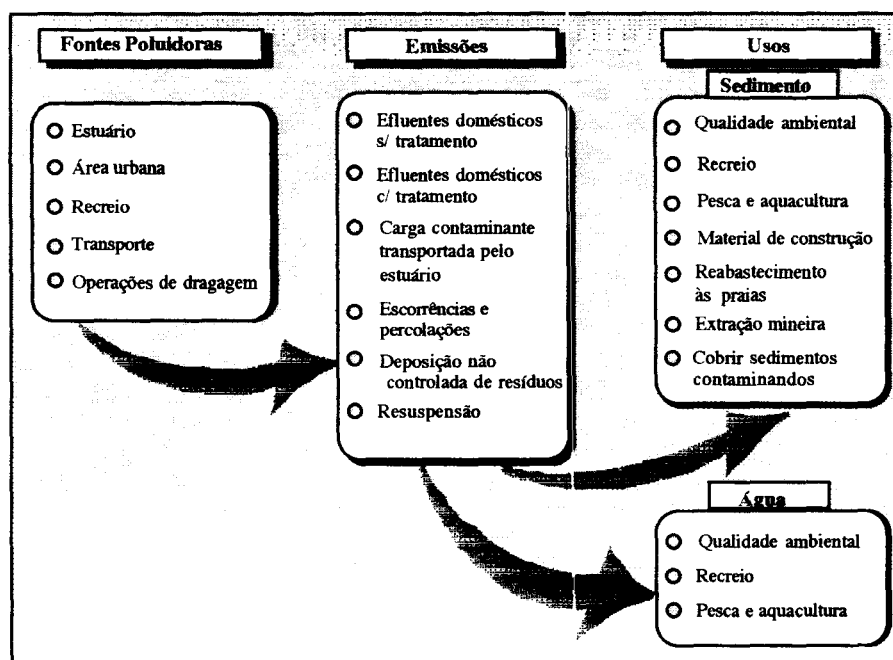 Fontes Poluidoras
Estuário
Área urbana
Recreio
Transporte
Operações de dragagem
Emissões
Efluentes domésticos
s/ tratamento
Efluentes domésticos
c/ tratamento
Carga contaminante
transportada pelo
estuário
Escorrências e
percolações
Deposição não
controlada de resíduos
Resuspensão
Usos
Sedimento
Qualidade ambiental
Recreio
Pesca e aquacultura
Material de construção
Reabastecimento
às praias
Extração mineira
Cobrir sedimentos
contaminandos
Água
Qualidade ambiental
Recreio
Pesca e aquacultura